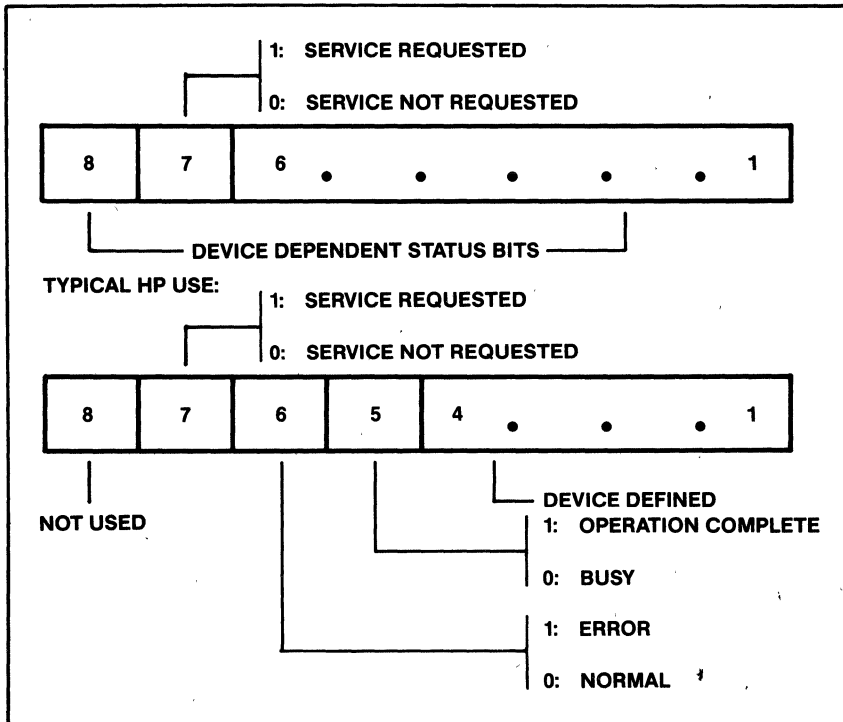 1: SERVICE REQUESTED
0: SERVICE NOT REQUESTED
8 7 6 . . . . . 1
DEVICE DEPENDENT STATUS BITS
TYPICAL HP USE:
1: SERVICE REQUESTED
0: SERVICE NOT REQUESTED
8 7 6 5 4 . . . 1
NOT USED
DEVICE DEFINED
1: OPERATION COMPLETE
0: BUSY
1: ERROR
0: NORMAL